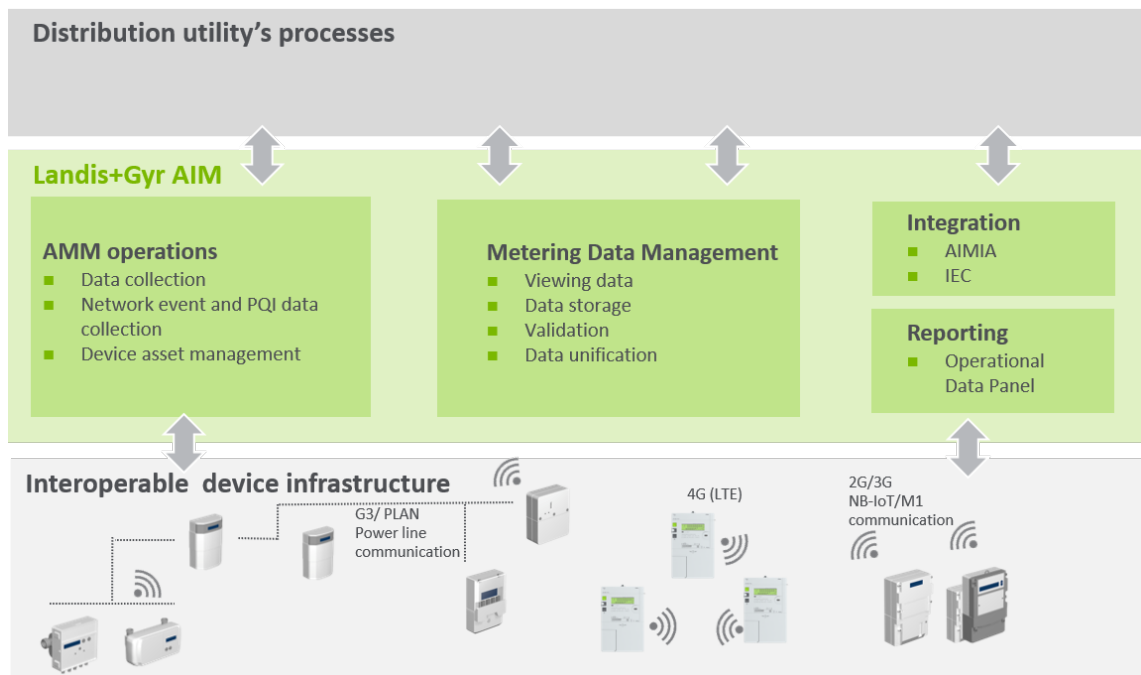 Distribution utility's processes
Landis+Gyr AIM
AMM operations
Data collection
Network event and PQI data
collection
Device asset management
Metering Data Management
Viewing data
Data storage
Validation
Data unification
Integration
AIMIA
IEC
Reporting
Operational
Data Panel
Interoperable device infrastructure
G3/ PLAN
Power line
communication
4G (LTE)
2G/3G
NB-IoT/M1
communication